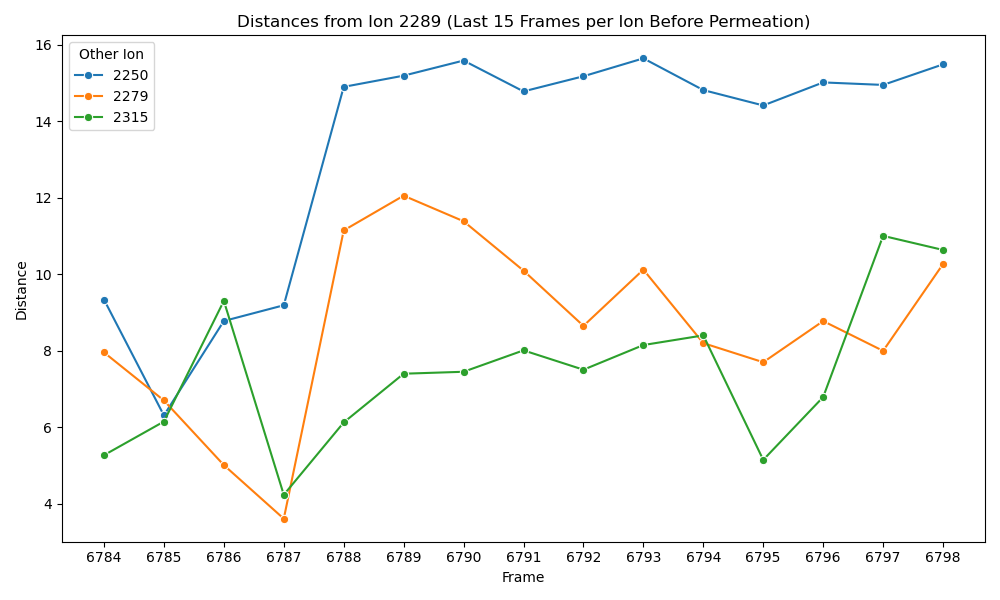 Distances from Ion 2289 (Last 15 Frames per Ion Before Permeation)
Other Ion
2250
2279
2315
Distance
16
14
12
10
8
6
4
6784 6785 6786 6787 6788 6789 6790 6791 6792 6793 6794 6795 6796 6797 6798
Frame